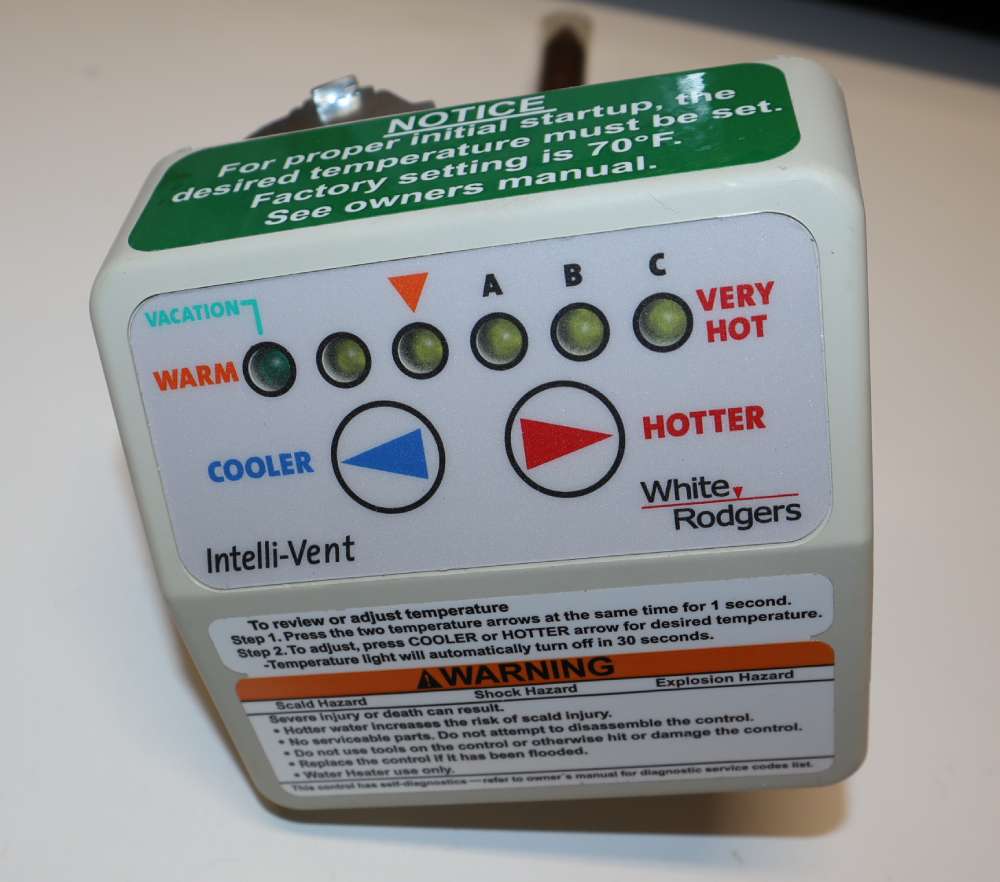 NOTICE
For proper initial startup, the
desired temperature must be set.
Factory setting is 70°F.
See owners manual.
A B C
VACATION
WARM
VERY
HOT
COOLER
HOTTER
White
Rodgers
Intelli-Vent
To review or adjust temperature
Step 1. Press the two temperature arrows at the same time for 1 second.
Step 2. To adjust, press COOLER or HOTTER arrow for desired temperature.
-Temperature light will automatically turn off in 30 seconds.
WARNING
Scald Hazard Shock Hazard Explosion Hazard
Severe injury or death can result.
• Hotter water increases the risk of scald injury.
• No serviceable parts. Do not attempt to disassemble the control.
• Do not use tools on the control or otherwise hit or damage the control.
• Replace the control if it has been flooded.
• Water Heater use only.
This control has self-diagnostics — refer to owner's manual for diagnostic service codes list.